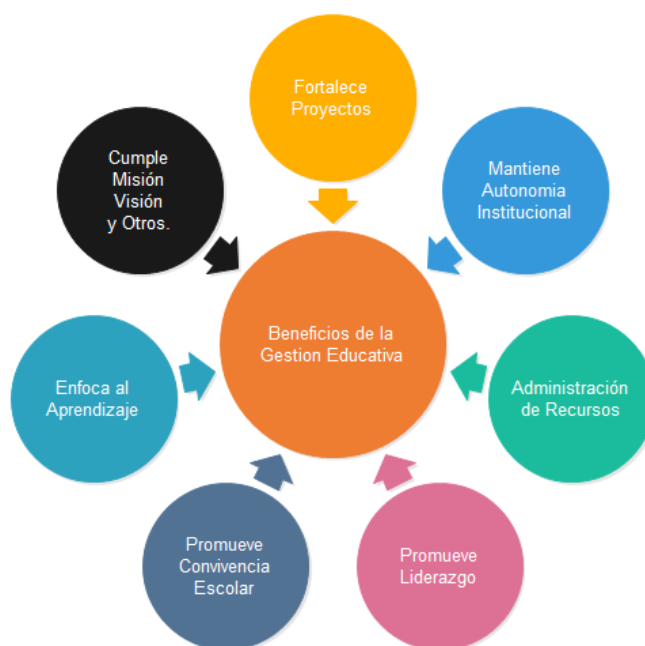 Fortalece
Proyectos
Mantiene
Autonomia
Institucional
Administración
de Recursos
Promueve
Liderazgo
Promueve
Convivencia
Escolar
Enfoca al
Aprendizaje
Cumple
Misión
Visión
y Otros.
Beneficios de la
Gestion Educativa